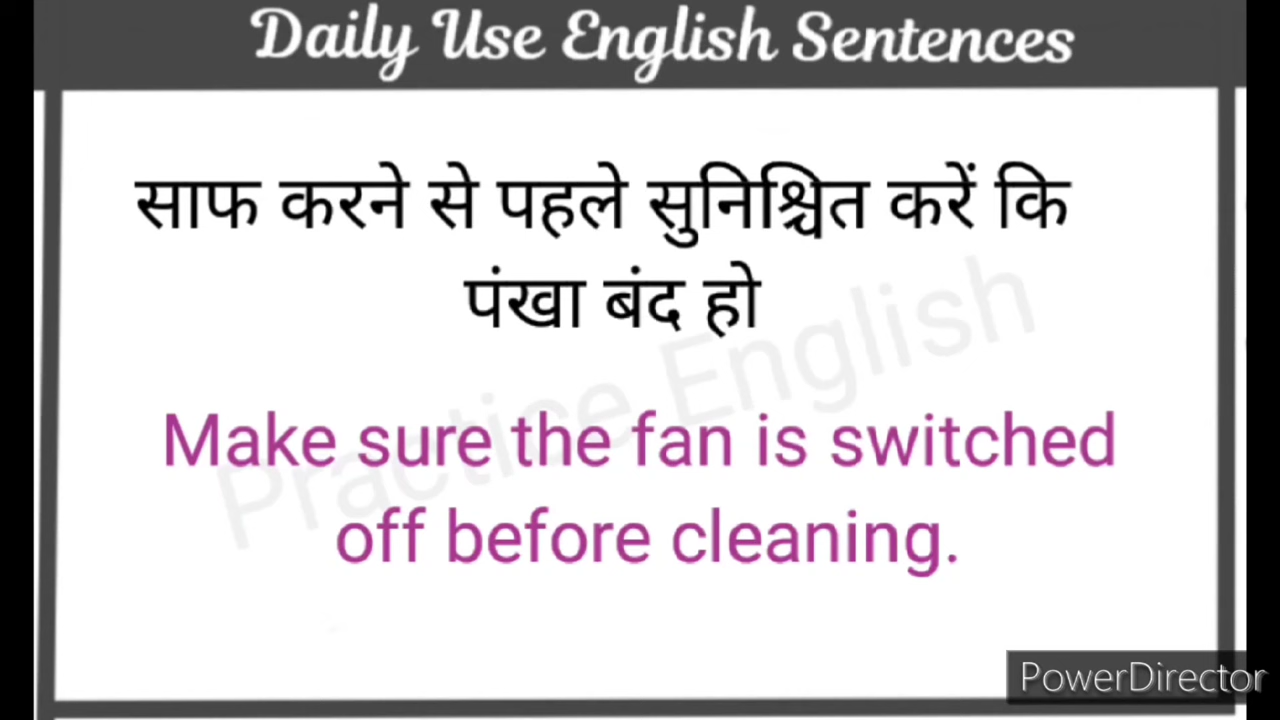 Daily Use English Sentences
साफ करने से पहले सुनिश्चित करें कि
पंखा बंद हो
Practice English
Make sure the fan is switched
off before cleaning.
PowerDirector